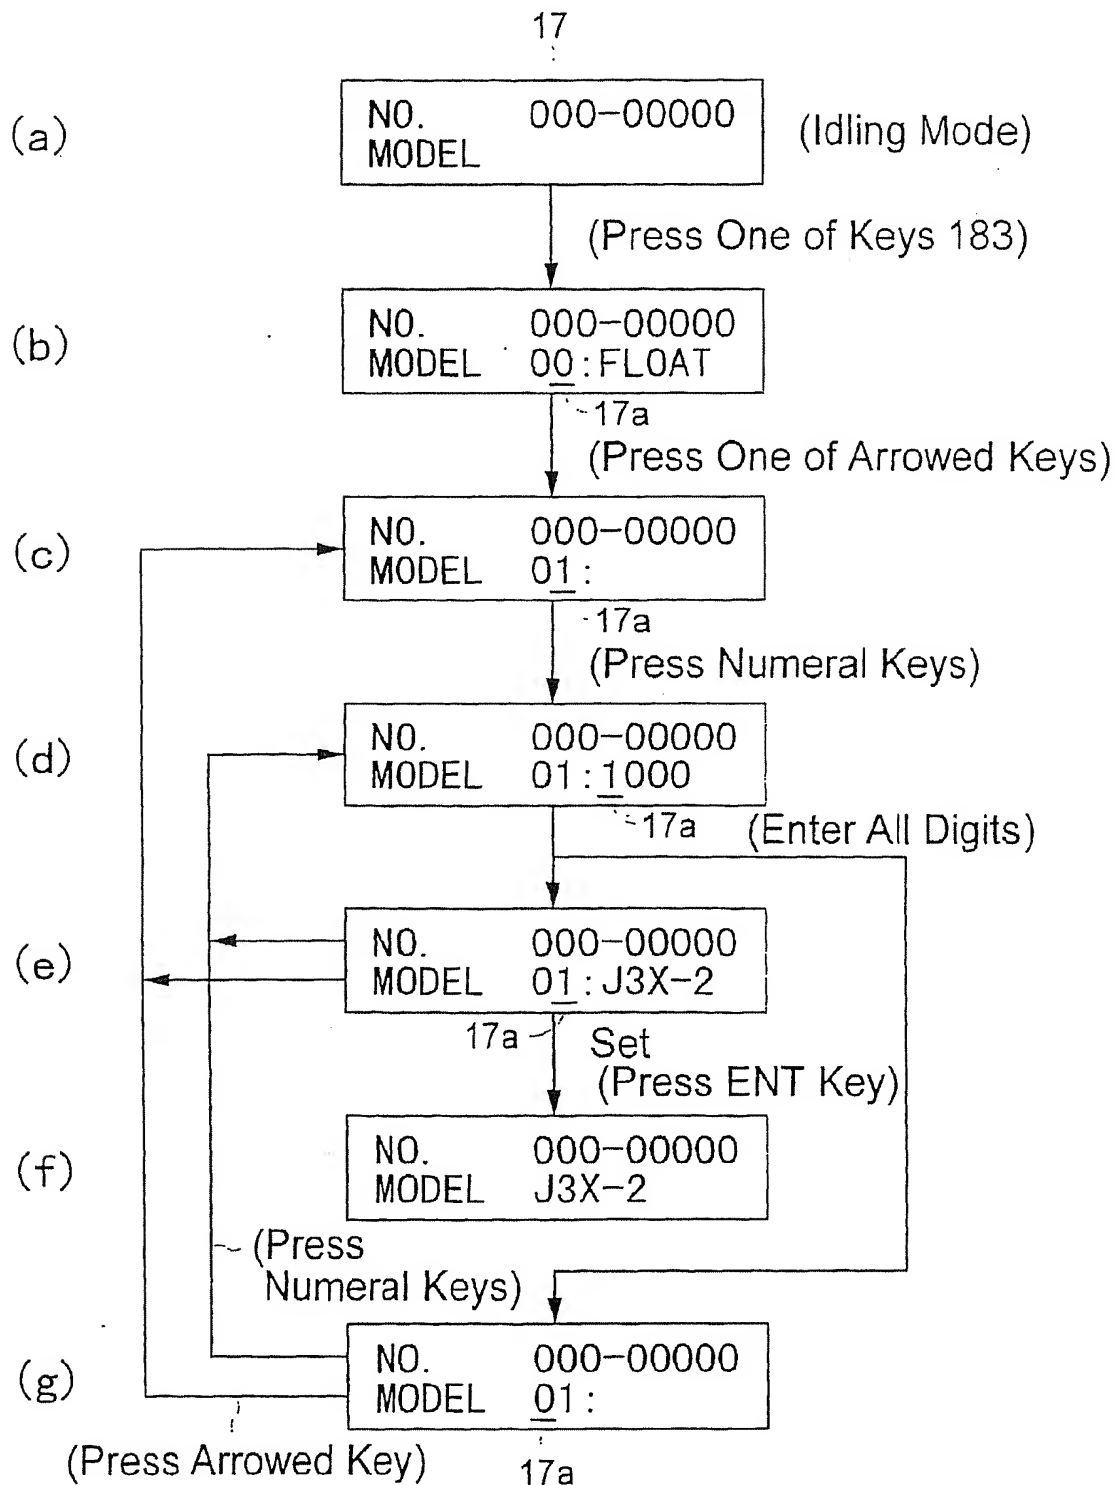 17
(a)
NO. 000-00000
MODEL
(Idling Mode)
(Press One of Keys 183)
(b)
NO. 000-00000
MODEL 00:FLOAT
17a
(Press One of Arrowed Keys)
(c)
NO. 000-00000
MODEL 01:
17a
(Press Numeral Keys)
(d)
NO. 000-00000
MODEL 01:1000
17a
(Enter All Digits)
(e)
NO. 000-00000
MODEL 01:J3X-2
17a
Set
(Press ENT Key)
(f)
NO. 000-00000
MODEL J3X-2
(Press
Numeral Keys)
(g)
NO. 000-00000
MODEL 01:
(Press Arrowed Key)
17a